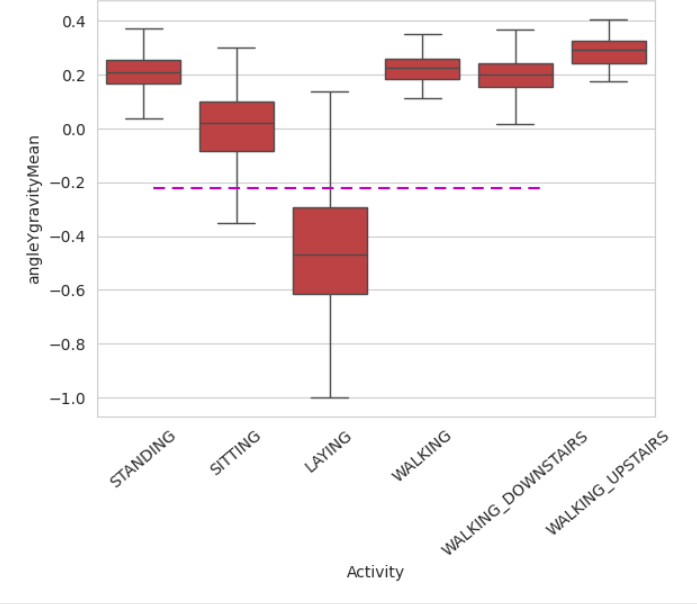 0.4
0.2
0.0
−0.2
−0.4
−0.6
−0.8
−1.0
angleYgravityMean
STANDING
SITTING
LAYING
WALKING
WALKING_DOWNSTAIRS
WALKING_UPSTAIRS
Activity